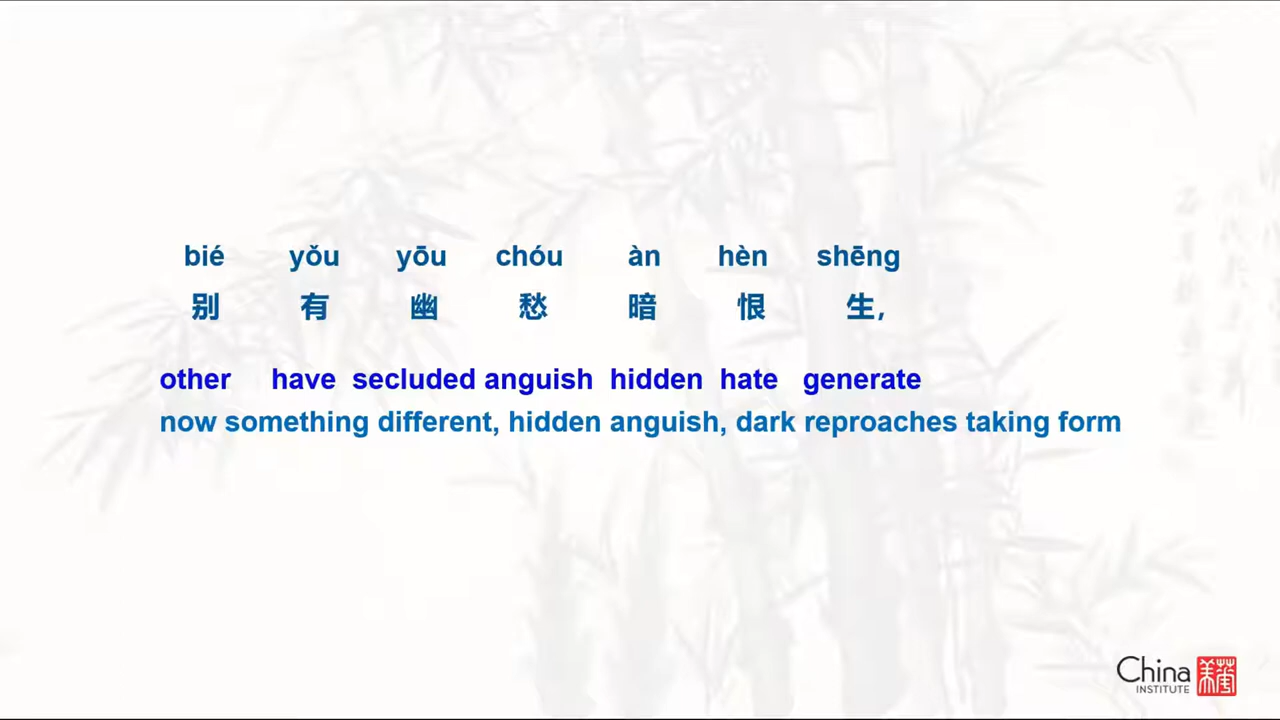 bié yǒu yōu chóu àn hèn shēng
别 有 幽 愁 暗 恨 生,
other have secluded anguish hidden hate generate
now something different, hidden anguish, dark reproaches taking form
China
INSTITUTE